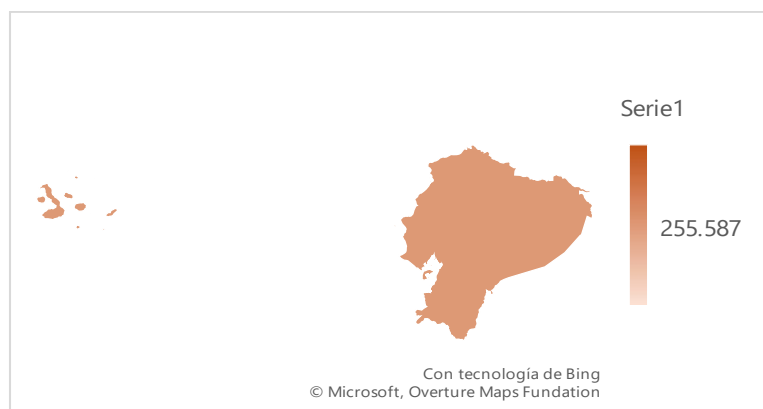 Serie1
255.587
Con tecnología de Bing
© Microsoft, Overture Maps Fundation